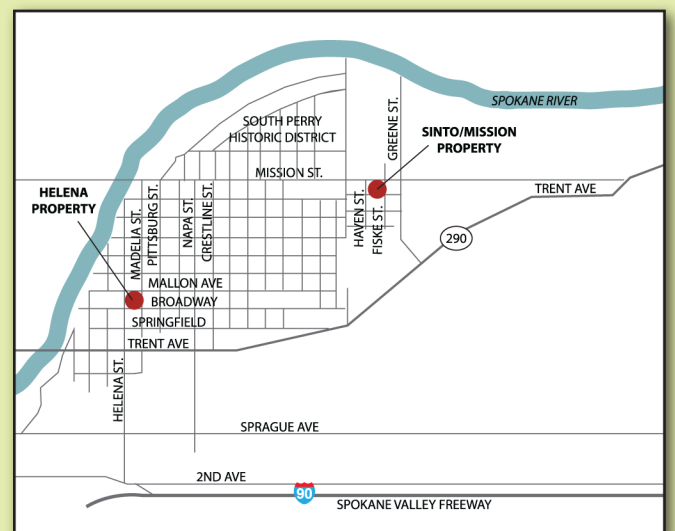 SPOKANE RIVER
SOUTH PERRY
HISTORIC DISTRICT
GREENE ST.
SINTO/MISSION
PROPERTY
MISSION ST.
HELENA
PROPERTY
TRENT AVE
MADELIA ST.
PITTSBURG ST.
NAPA ST.
CRESTLINE ST.
HAVEN ST.
FISKE ST.
290
MALLON AVE
BROADWAY
SPRINGFIELD
TRENT AVE
HELENA ST.
SPRAGUE AVE
2ND AVE
90
SPOKANE VALLEY FREEWAY